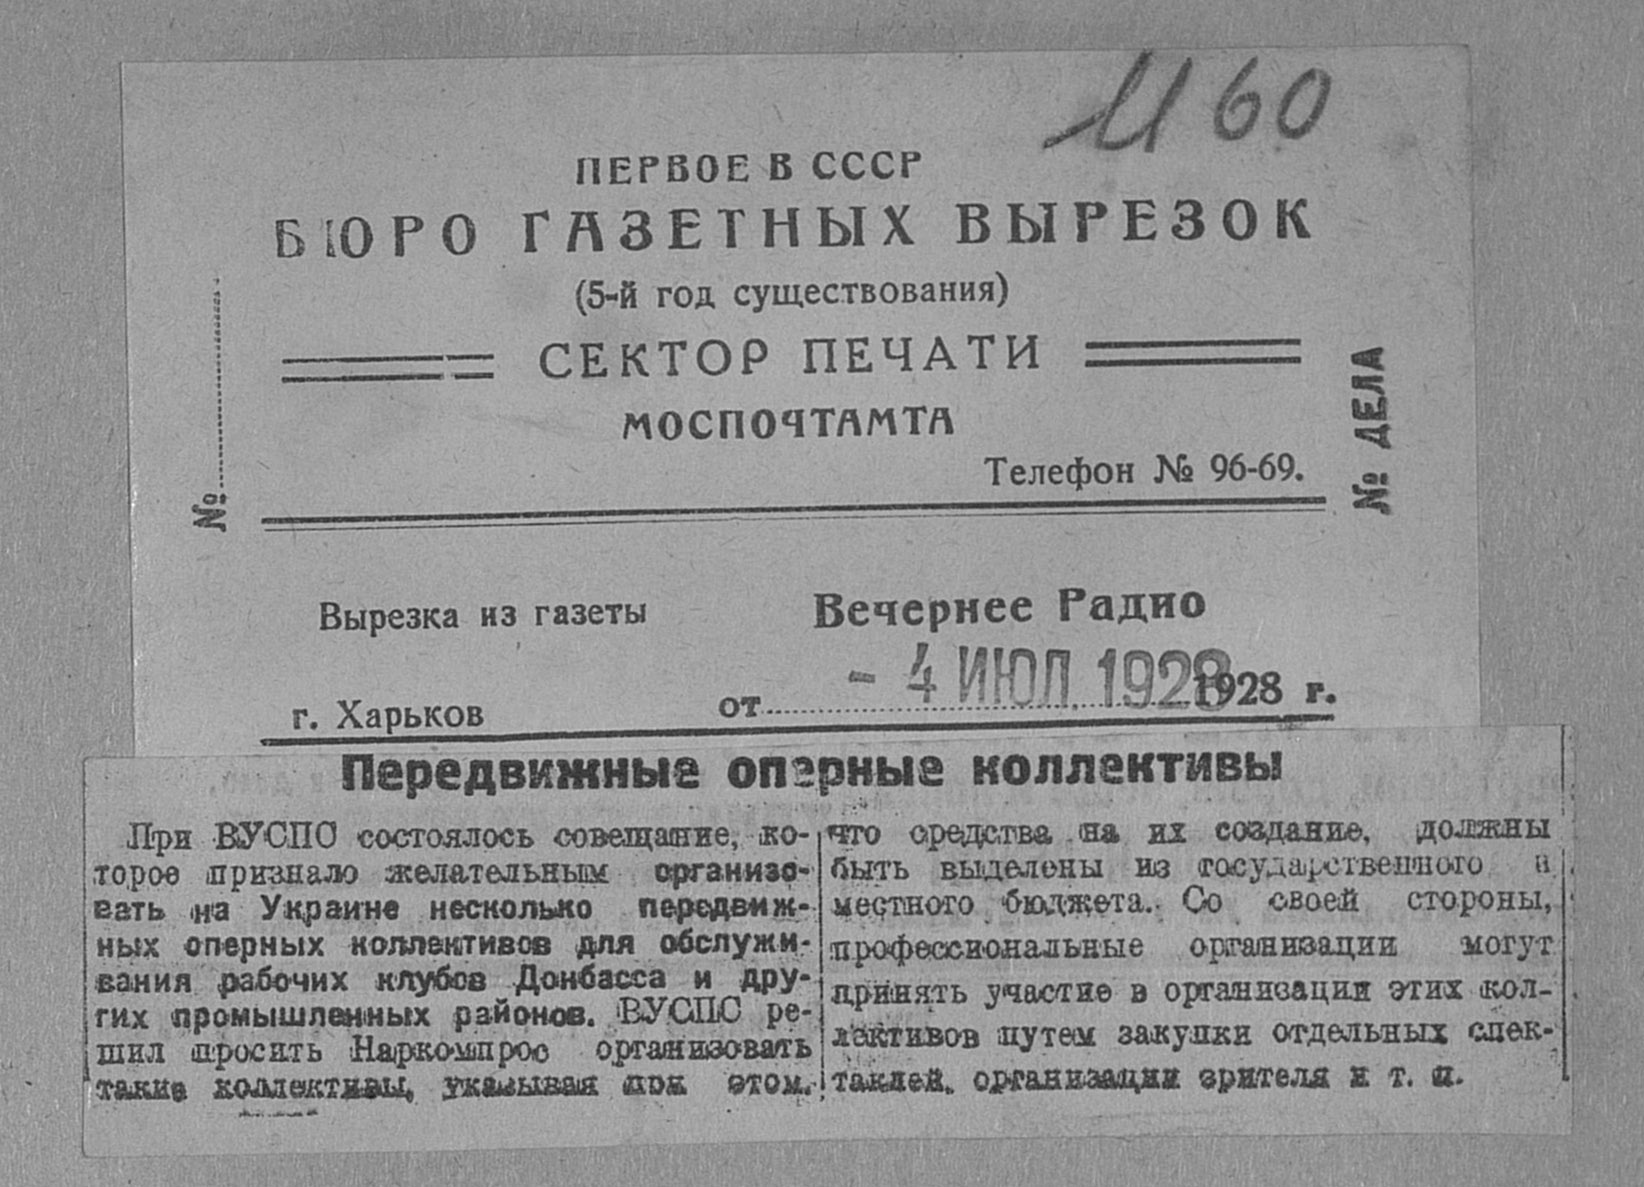 1160
ПЕРВОЕ В СССР
БЮРО ГАЗЕТНЫХ ВЫРЕЗОК
(5-й год существования)
СЕКТОР ПЕЧАТИ
МОСПОЧТАМТА
Телефон № 96-69.
№
№ ДЕЛА
Вырезка из газеты Вечернее Радио
г. Харьков от - 4 ИЮЛ. 1928 1928 г.
Передвижные оперные коллективы
При ВУСПС состоялось совещание, ко-
торое признало желательным организо-
вать на Украине несколько передвиж-
ных оперных коллективов для обслужи-
вания рабочих клубов Донбасса и дру-
гих промышленных районов. ВУСПС ре-
шил просить Наркомпрос организовать
такие коллективы, указывая при этом,
что средства на их создание, должны
быть выделены из государственного и
местного бюджета. Со своей стороны,
профессиональные организации могут
принять участие в организации этих кол-
лективов путем закупки отдельных спек-
таклей, организации зрителя и т. п.